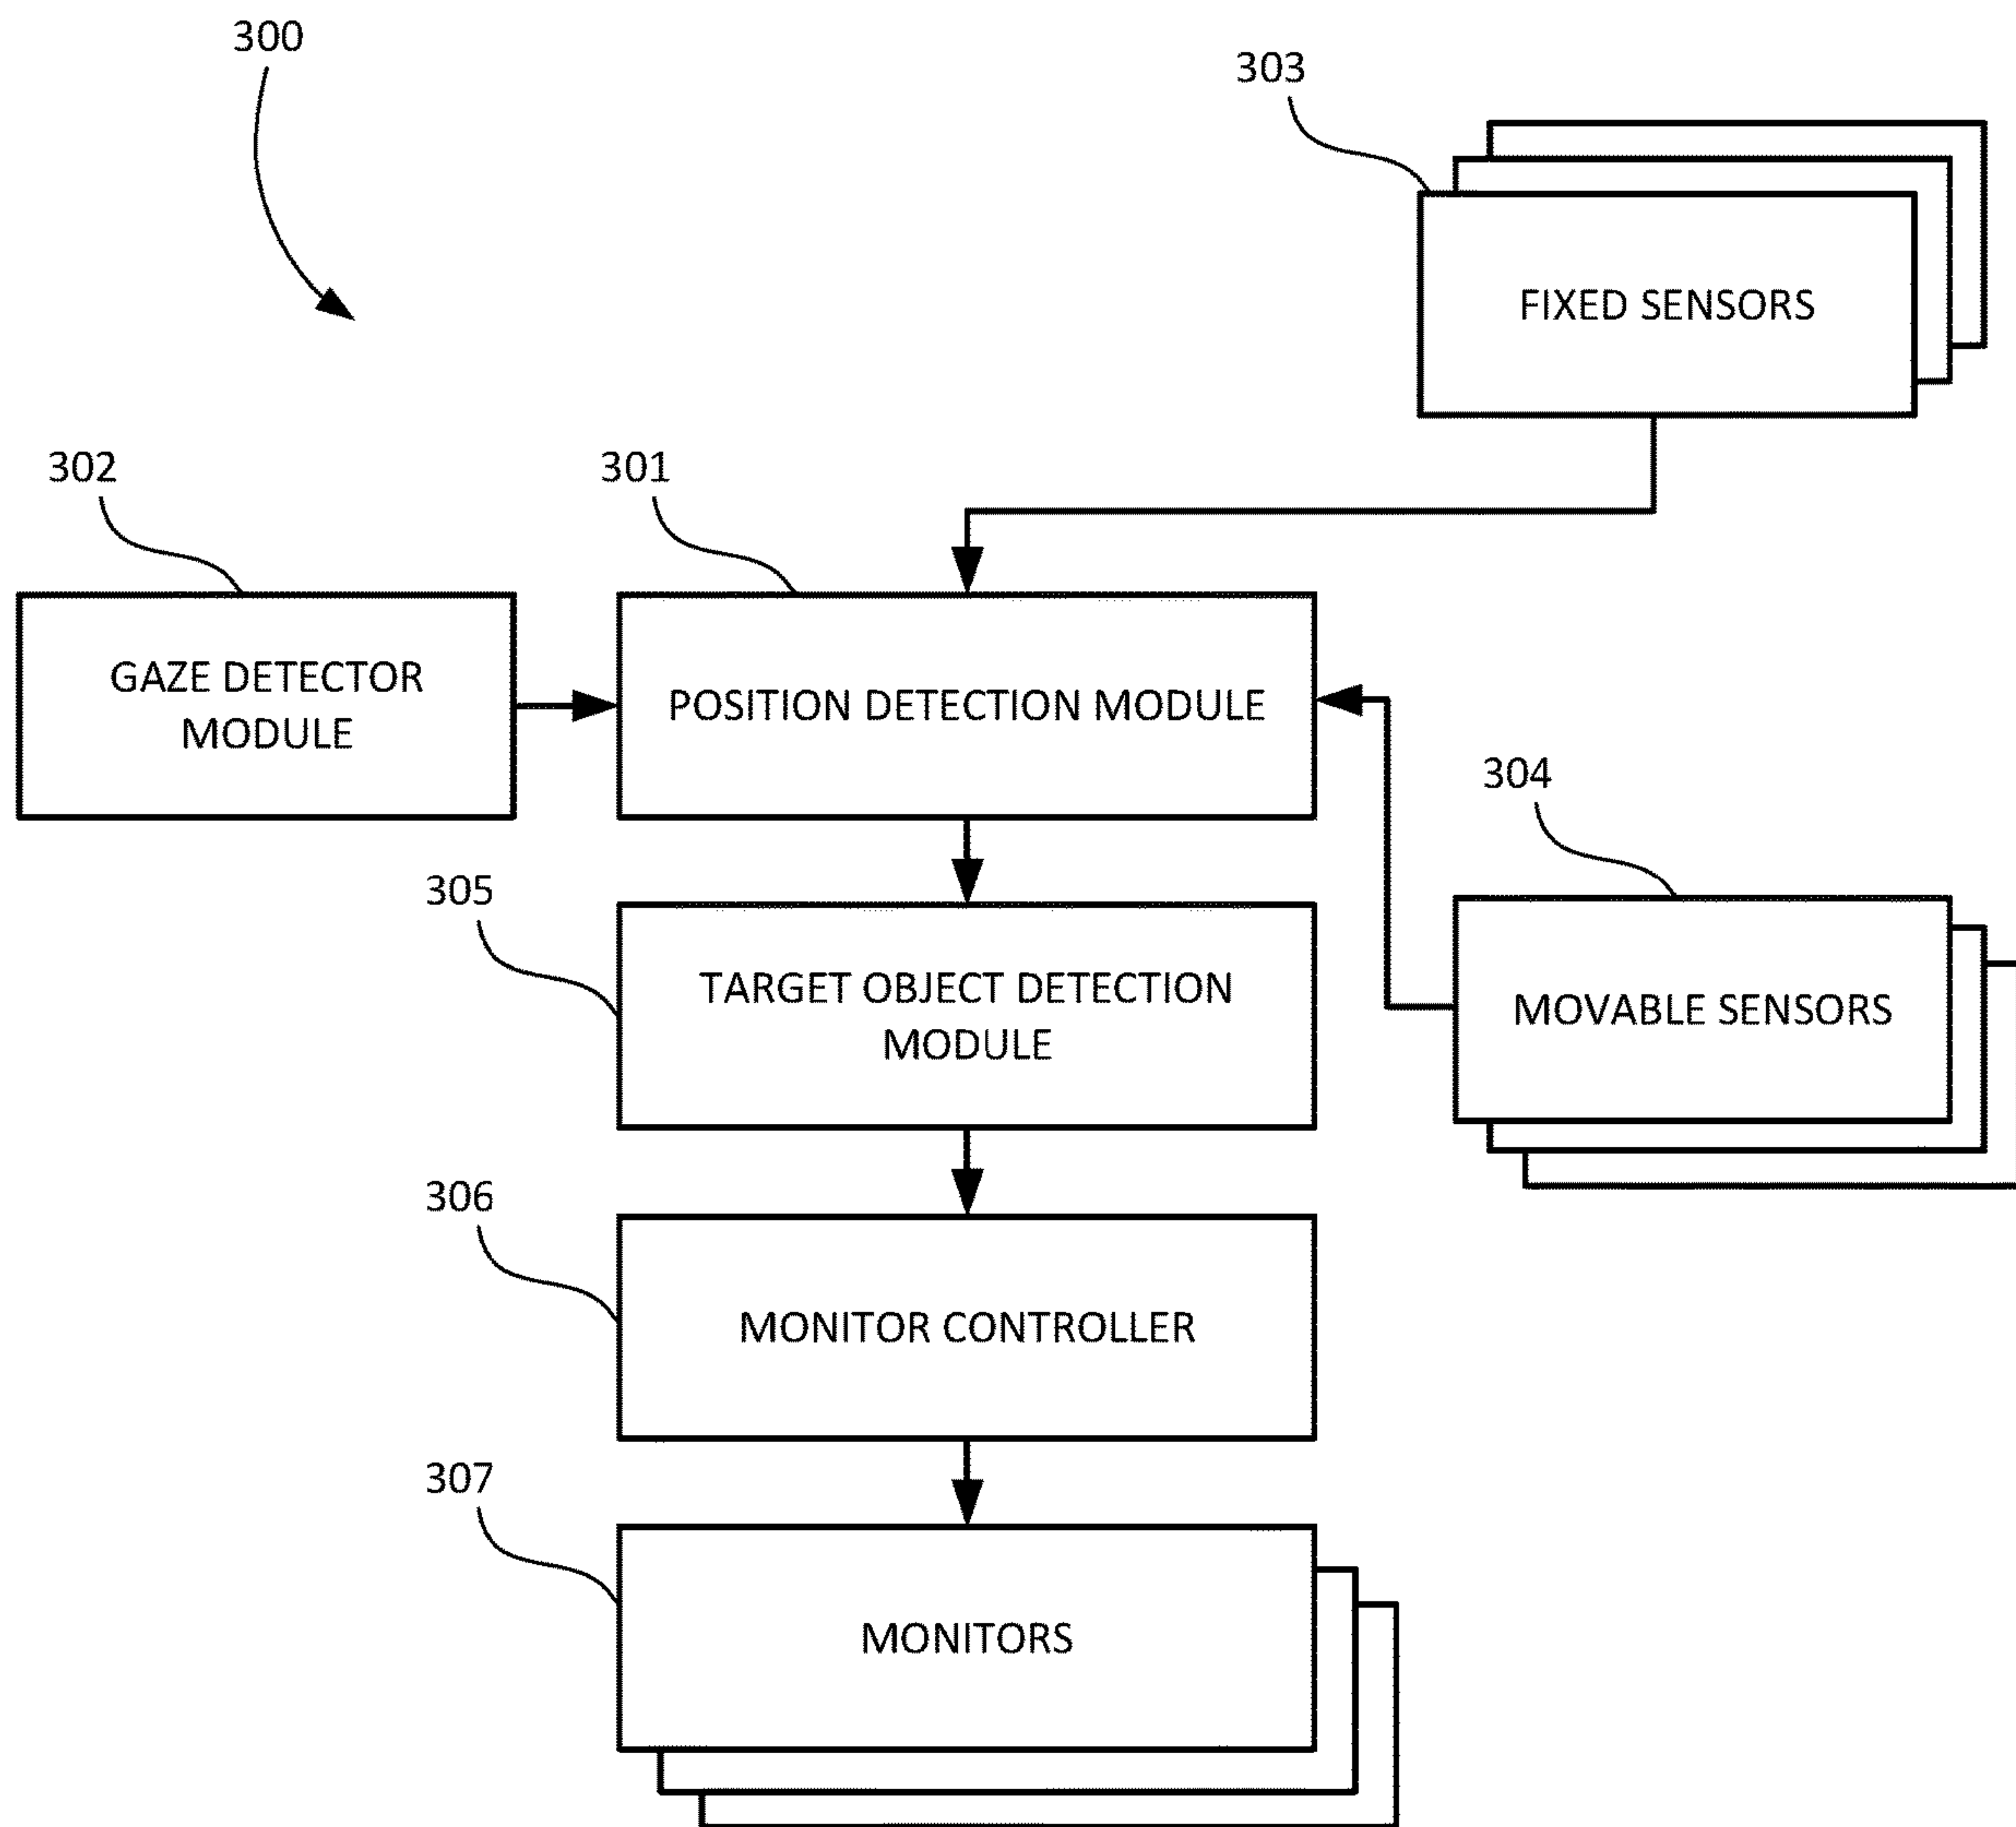 300
303
FIXED SENSORS
302
301
GAZE DETECTOR
MODULE
POSITION DETECTION MODULE
304
305
TARGET OBJECT DETECTION
MODULE
MOVABLE SENSORS
306
MONITOR CONTROLLER
307
MONITORS